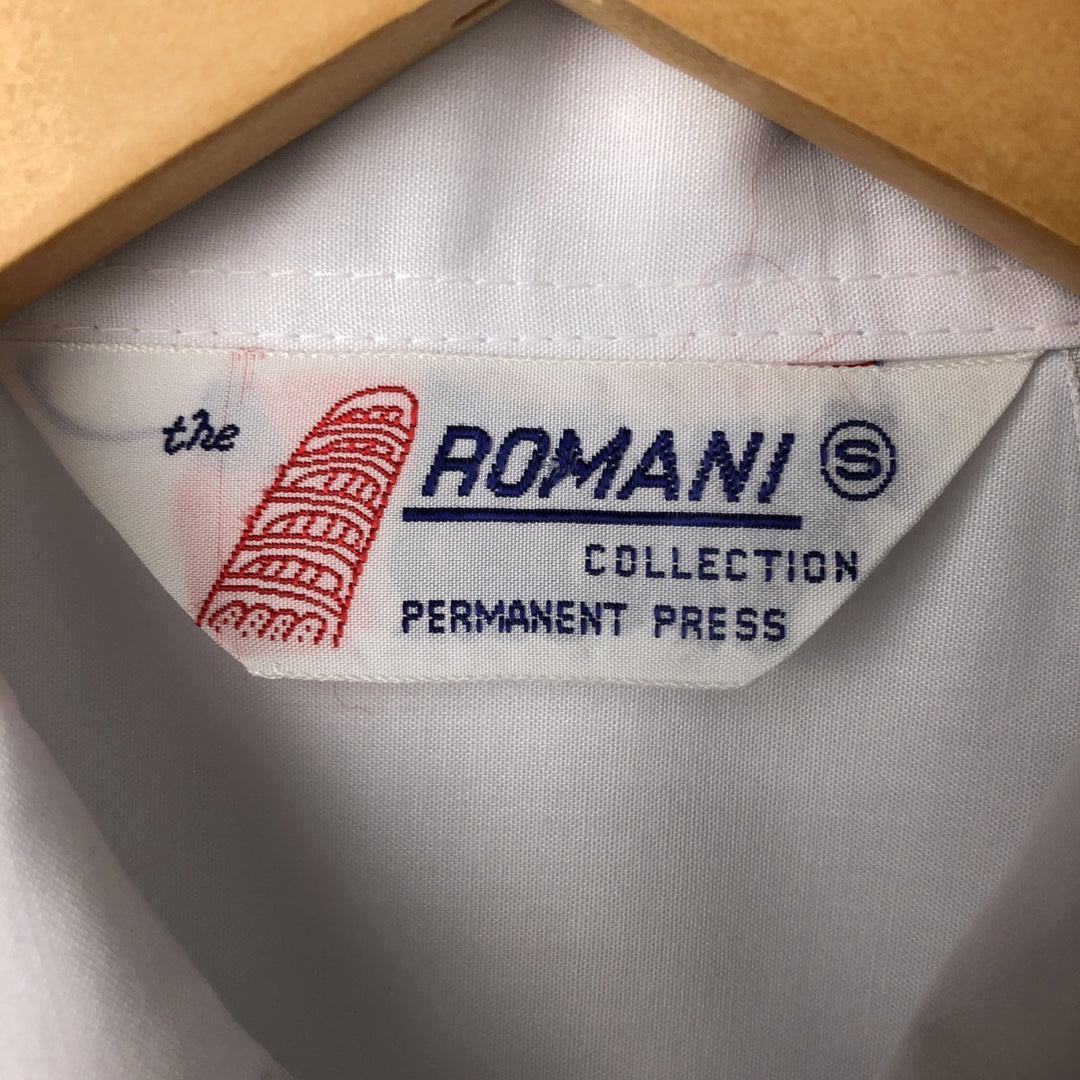 the ROMANI S
COLLECTION
PERMANENT PRESS